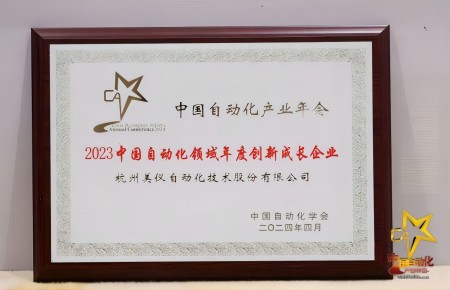 CA
中国自动化产业年会
2023中国自动化领域年度创新成长企业
杭州美仪自动化技术股份有限公司
中国自动化学会
二〇二四年四月